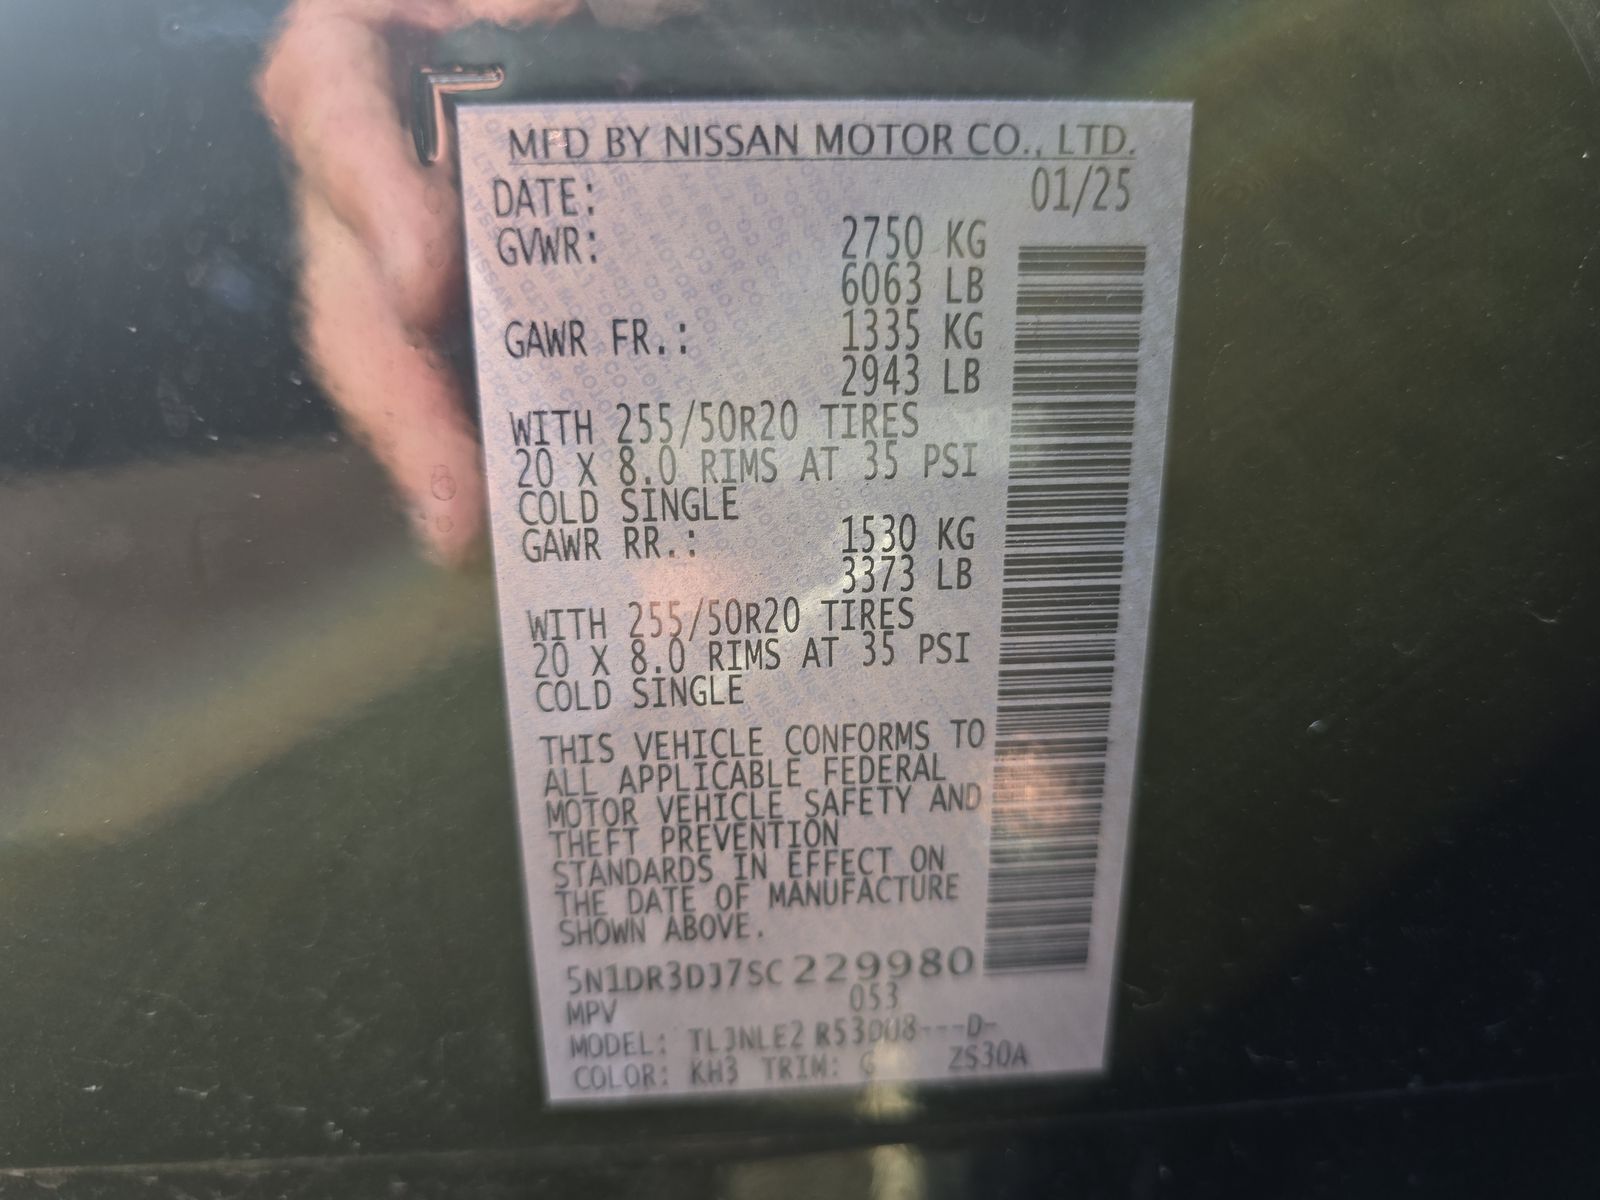 MFD BY NISSAN MOTOR CO., LTD.
DATE: 01/25
GVWR: 2750 KG
6063 LB
GAWR FR.: 1335 KG
2943 LB
WITH 255/50R20 TIRES
20 X 8.0 RIMS AT 35 PSI
COLD SINGLE
GAWR RR.: 1530 KG
3373 LB
WITH 255/50R20 TIRES
20 X 8.0 RIMS AT 35 PSI
COLD SINGLE
THIS VEHICLE CONFORMS TO
ALL APPLICABLE FEDERAL
MOTOR VEHICLE SAFETY AND
THEFT PREVENTION
STANDARDS IN EFFECT ON
THE DATE OF MANUFACTURE
SHOWN ABOVE.
5N1DR3DJ7SC229980
MPV 053
MODEL: R53D08---D-
COLOR: KH3 TRIM: G ZS30A